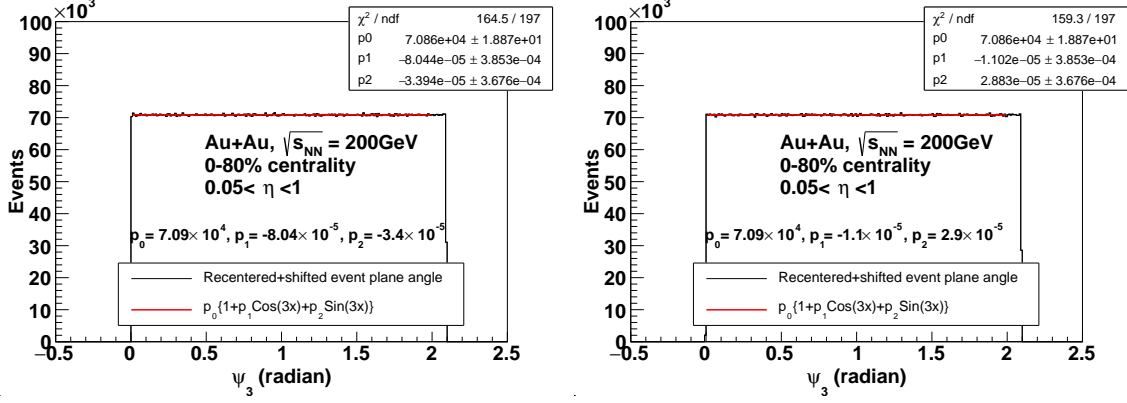 ×10³
χ² / ndf 164.5 / 197
p0 7.086e+04 ± 1.887e+01
p1 −8.044e−05 ± 3.853e−04
p2 −3.394e−05 ± 3.676e−04
100
90
80
70
60
50
40
30
20
10
0
Events
Au+Au, √s_NN = 200GeV
0-80% centrality
0.05< η <1
p₀= 7.09× 10⁴, p₁= -8.04× 10⁻⁵, p₂= -3.4× 10⁻⁵
Recentered+shifted event plane angle
p₀{1+p₁Cos(3x)+p₂Sin(3x)}
−0.5 0 0.5 1 1.5 2 2.5
ψ₃ (radian)
×10³
χ² / ndf 159.3 / 197
p0 7.086e+04 ± 1.887e+01
p1 −1.102e−05 ± 3.853e−04
p2 2.883e−05 ± 3.676e−04
100
90
80
70
60
50
40
30
20
10
0
Events
Au+Au, √s_NN = 200GeV
0-80% centrality
0.05< η <1
p₀= 7.09× 10⁴, p₁= -1.1× 10⁻⁵, p₂= 2.9× 10⁻⁵
Recentered+shifted event plane angle
p₀{1+p₁Cos(3x)+p₂Sin(3x)}
−0.5 0 0.5 1 1.5 2 2.5
ψ₃ (radian)